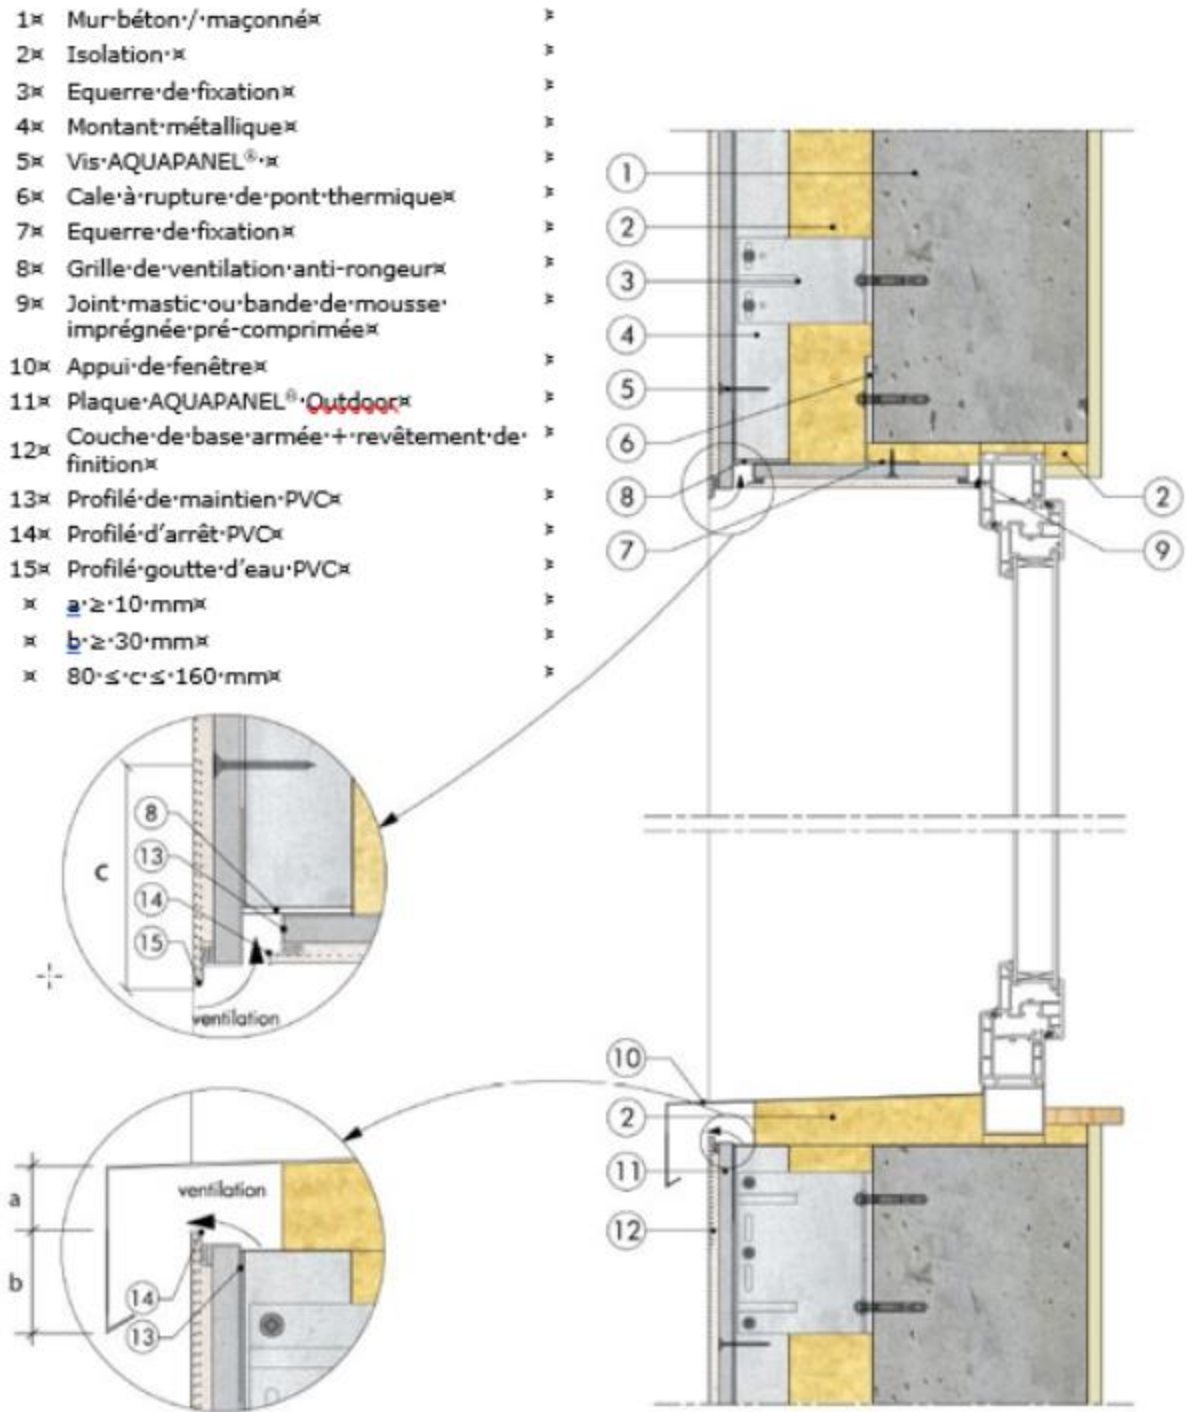 1¤ Mur·béton·/·maçonné¤ ¤
2¤ Isolation·¤ ¤
3¤ Equerre·de·fixation¤ ¤
4¤ Montant·métallique¤ ¤
5¤ Vis·AQUAPANEL®·¤ ¤
6¤ Cale·à·rupture·de·pont·thermique¤ ¤
7¤ Equerre·de·fixation¤ ¤
8¤ Grille·de·ventilation·anti-rongeur¤ ¤
9¤ Joint·mastic·ou·bande·de·mousse· ¤
imprégnée·pré-comprimée¤
10¤ Appui·de·fenêtre¤ ¤
11¤ Plaque·AQUAPANEL®·Outdoor¤ ¤
12¤ Couche·de·base·armée·+·revêtement·de· ¤
finition¤
13¤ Profilé·de·maintien·PVC¤ ¤
14¤ Profilé·d'arrêt·PVC¤ ¤
15¤ Profilé·goutte·d'eau·PVC¤ ¤
¤ a·≥·10·mm¤ ¤
¤ b·≥·30·mm¤ ¤
¤ 80·≤·c·≤·160·mm¤ ¤
1
2
3
4
5
6
8
7
2
9
8
13
c
14
15
ventilation
10
2
11
12
ventilation
a
b
14
13